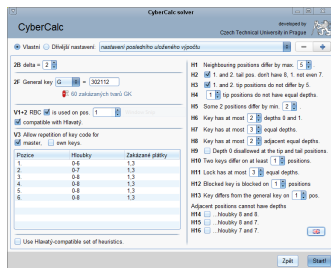 CyberCalc solver
CyberCalc
developed by
Czech Technical Univerzity in Prague
Vlastní Dřívější nastavení nastavení posledního uloženého výpočtu
2B delta = 2
2F General key G = 302112
60 zakázaných tvarů GK
V1+2 RBC is used on pos. 1
compatible with Hlavatý.
V3 Allow repetition of key code for
master, own keys.
Pozice Hloubky Zakázané plátky
1. 0-6 1,3
2. 0-7 1,3
3. 0-8 1,3
4. 0-8 1,3
5. 0-8 1,3
6. 0-8 1,3
Use Hlavatý-compatible set of heuristics.
H1 Neighbouring positions differ by max. 5
H2 1. and 2. tail pos. don't have 8, 1. not even 7.
H3 1. and 2. tip positions do not differ by 5.
H4 1 tip positions do not have equal depths.
H5 Some 2 positions differ by min. 2
H6 Key has at most 2 depths 0 and 1.
H7 Key has at most 3 equal depths.
H8 Key has at most 2 adjacent equal depths.
H9 Depth 0 disallowed at the tip and tail positions.
H10 Two keys differ on at least 1 positions.
H11 Lock has at most 3 depths equal.
H12 Blocked key is blocked on 1 positions
H13 Key differs from the general key on 1 pos.
Adjacent positions cannot have depths
H14 ...hloubky 8 and 8.
H15 ...hloubky 7 and 8.
H16 ...hloubky 7 and 7.
Zpět Start!